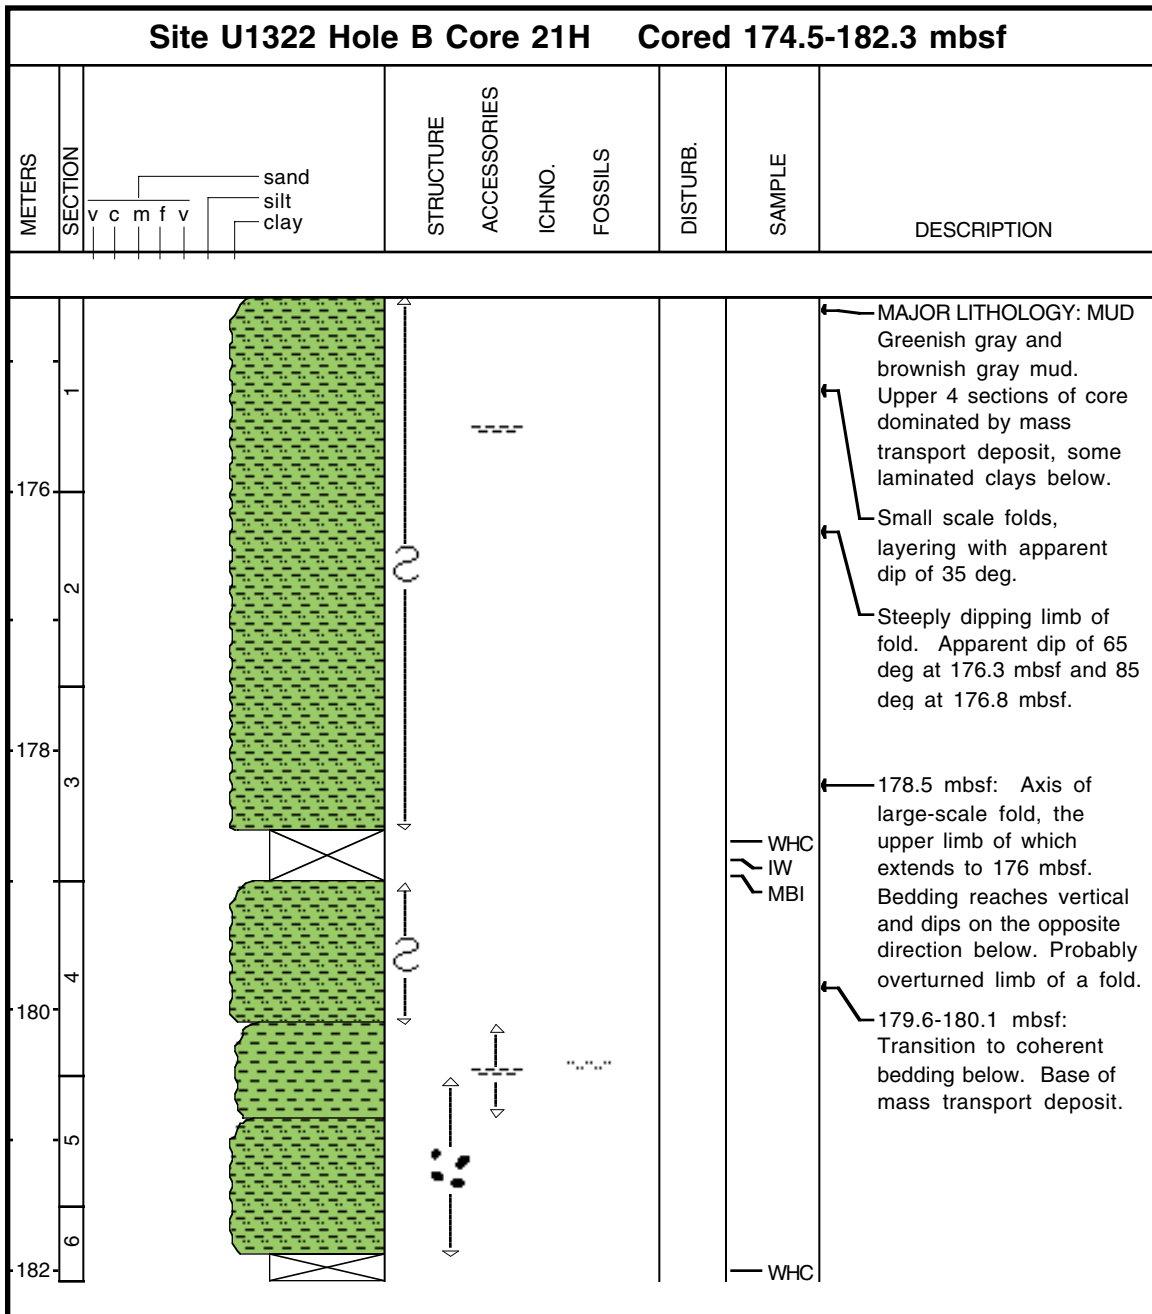 Site U1322 Hole B Core 21H Cored 174.5-182.3 mbsf
METERS
SECTION
v c m f v
sand
silt
clay
STRUCTURE
ACCESSORIES
ICHNO.
FOSSILS
DISTURB.
SAMPLE
DESCRIPTION
1
176
2
178
3
4
180
5
6
182
WHC
IW
MBI
WHC
MAJOR LITHOLOGY: MUD
Greenish gray and
brownish gray mud.
Upper 4 sections of core
dominated by mass
transport deposit, some
laminated clays below.
Small scale folds,
layering with apparent
dip of 35 deg.
Steeply dipping limb of
fold. Apparent dip of 65
deg at 176.3 mbsf and 85
deg at 176.8 mbsf.
178.5 mbsf: Axis of
large-scale fold, the
upper limb of which
extends to 176 mbsf.
Bedding reaches vertical
and dips on the opposite
direction below. Probably
overturned limb of a fold.
179.6-180.1 mbsf:
Transition to coherent
bedding below. Base of
mass transport deposit.